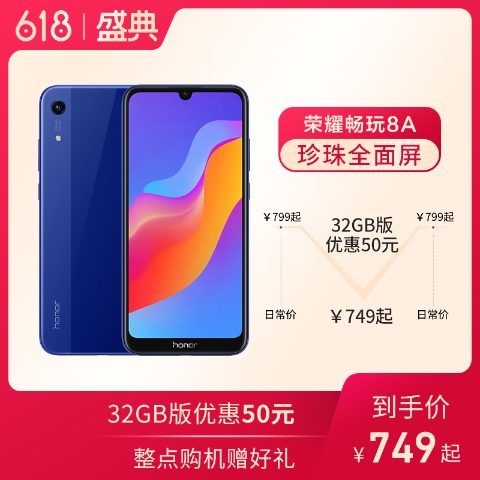 618 | 盛典
荣耀畅玩8A
珍珠全面屏
¥799起
32GB版
优惠50元
¥799起
日常价
¥749起
日常价
honor
honor
32GB版优惠50元
整点购机赠好礼
到手价
¥749起